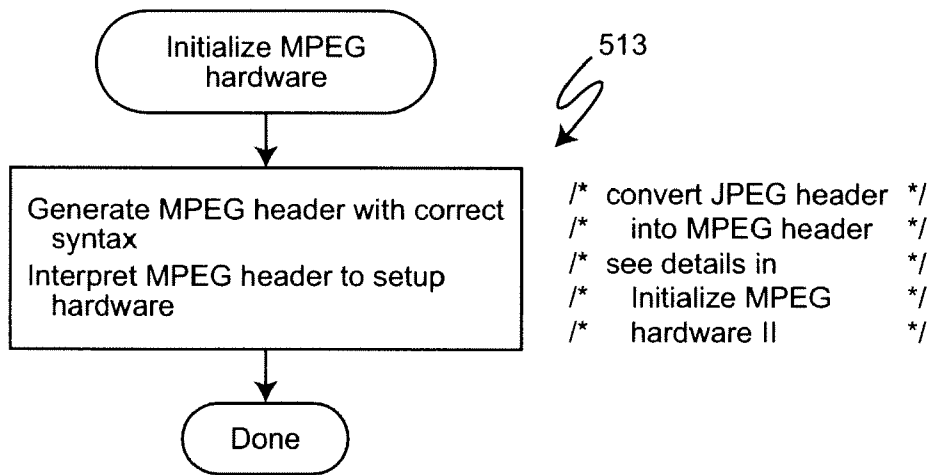 Initialize MPEG
hardware
513
Generate MPEG header with correct
syntax
Interpret MPEG header to setup
hardware
/* convert JPEG header */
/* into MPEG header */
/* see details in */
/* Initialize MPEG */
/* hardware II */
Done